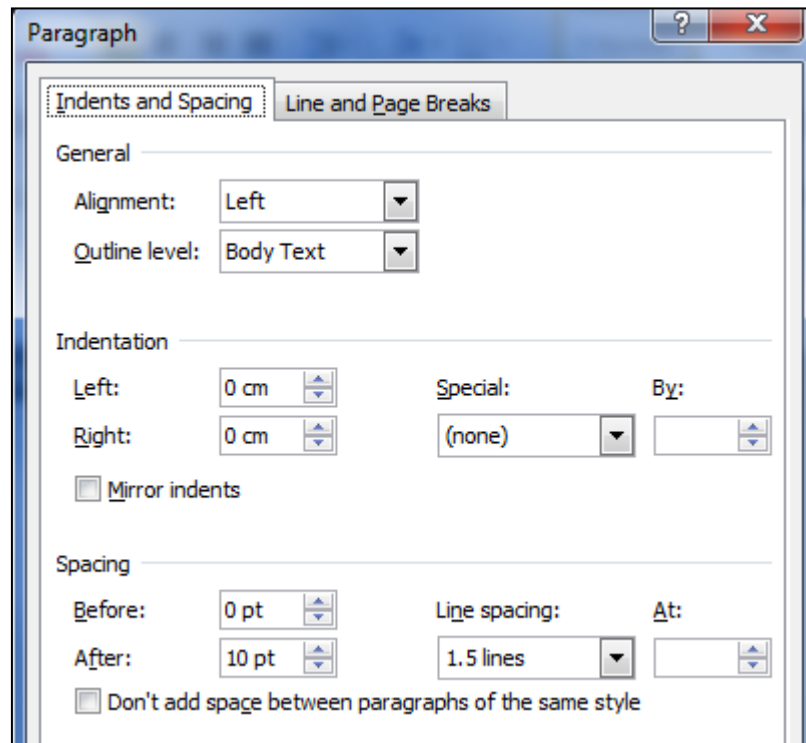 Paragraph ? X
Indents and Spacing Line and Page Breaks
General
Alignment: Left
Outline level: Body Text
Indentation
Left: 0 cm Special: By:
Right: 0 cm (none)
Mirror indents
Spacing
Before: 0 pt Line spacing: At:
After: 10 pt 1.5 lines
Don't add space between paragraphs of the same style